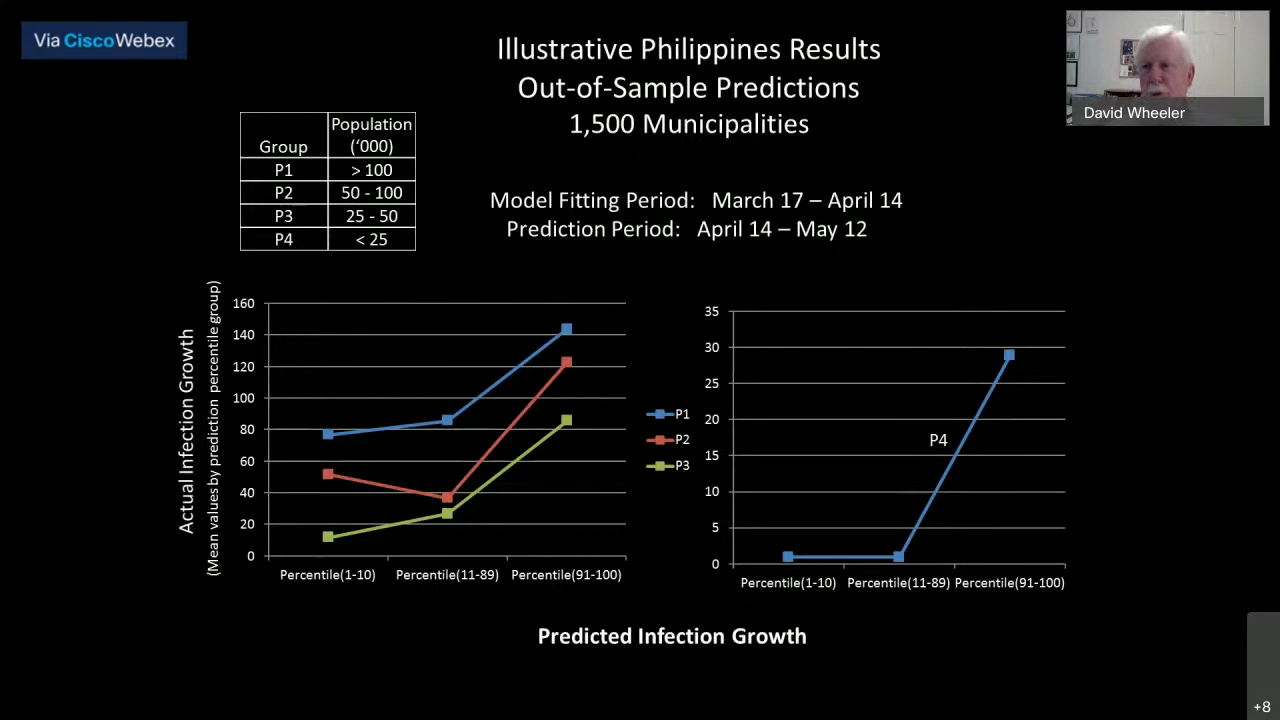 Via CiscoWebex
Illustrative Philippines Results
Out-of-Sample Predictions
1,500 Municipalities
David Wheeler
Group Population (‘000)
P1 > 100
P2 50 - 100
P3 25 - 50
P4 < 25
Model Fitting Period: March 17 – April 14
Prediction Period: April 14 – May 12
Actual Infection Growth
(Mean values by prediction percentile group)
160
140
120
100
80
60
40
20
0
Percentile(1-10) Percentile(11-89) Percentile(91-100)
P1
P2
P3
35
30
25
20
15
10
5
0
P4
Percentile(1-10) Percentile(11-89) Percentile(91-100)
Predicted Infection Growth
+8